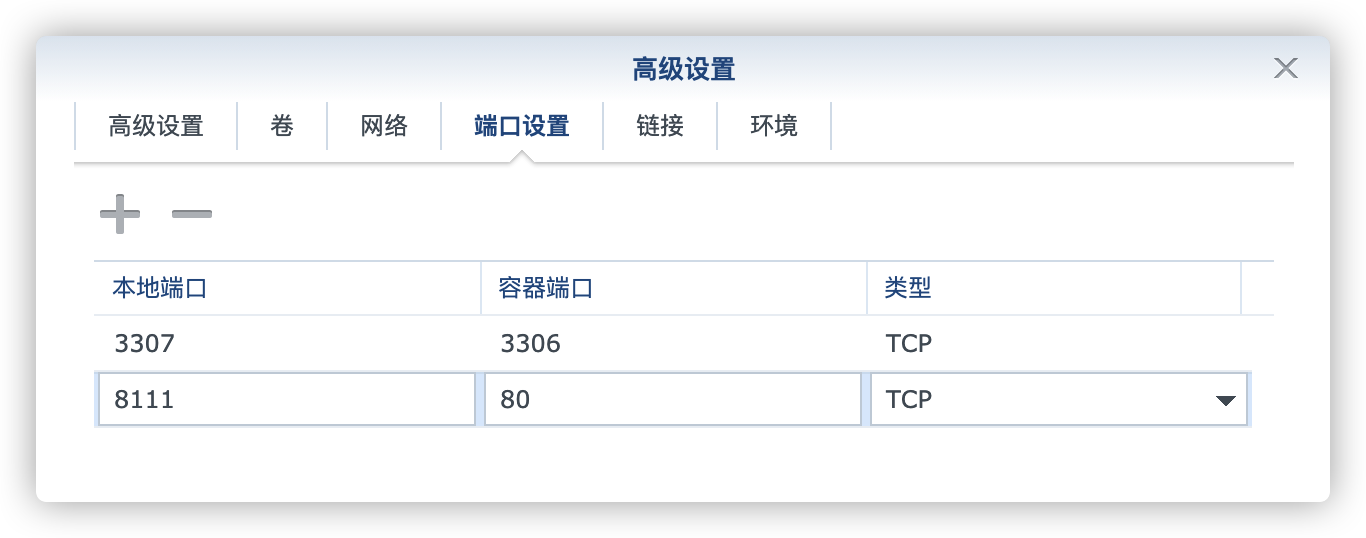 高级设置
高级设置 卷 网络 端口设置 链接 环境
本地端口 容器端口 类型
3307 3306 TCP
8111 80 TCP